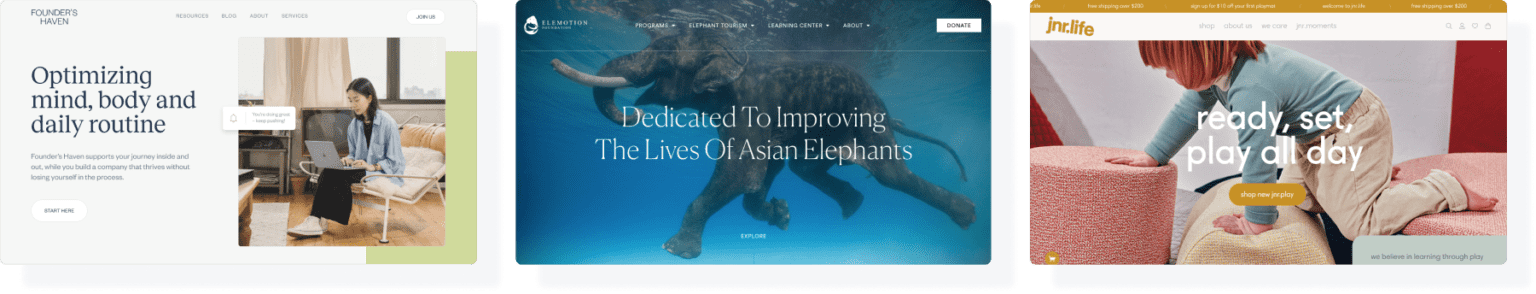 FOUNDER'S
HAVEN
RESOURCES BLOG ABOUT SERVICES
JOIN US
Optimizing
mind, body and
daily routine
You're doing great
- keep pushing!
Founder's Haven supports your journey inside and
out, while you build a company that thrives without
losing yourself in the process.
START HERE
ELEMOTION
FOUNDATION
PROGRAMS ELEPHANT TOURISM LEARNING CENTER ABOUT
DONATE
Dedicated To Improving
The Lives Of Asian Elephants
EXPLORE
life free shipping over $250 sign up for $15 off your first playmat welcome to jnr.life free shipping over $250
jnr.life
shop about us we care jnr.moments
ready, set,
play all day
shop new jnr.play
we believe in learning through play